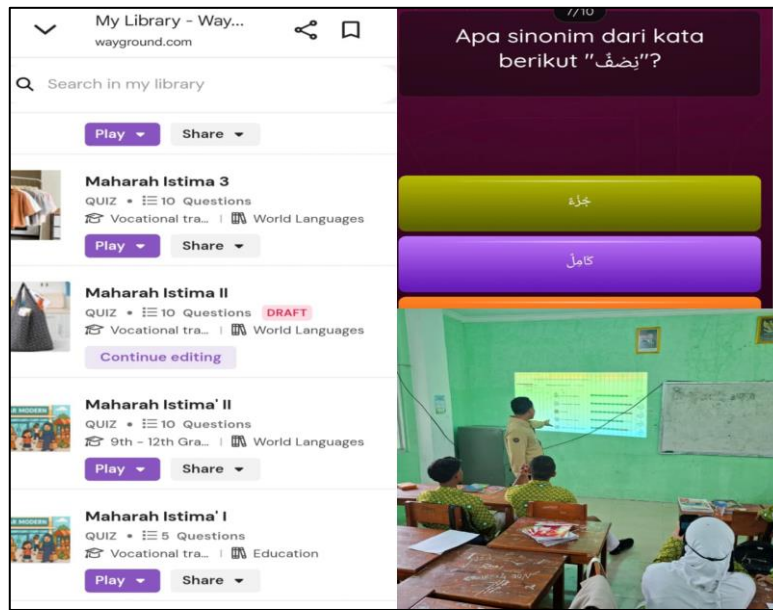 My Library - Way...
wayground.com
Search in my library
Play Share
Maharah Istima 3
QUIZ • 10 Questions
Vocational tra... | World Languages
Play Share
Maharah Istima II
QUIZ • 10 Questions DRAFT
Vocational tra... | World Languages
Continue editing
Maharah Istima' II
QUIZ • 10 Questions
9th - 12th Gra... | World Languages
Play Share
Maharah Istima' I
QUIZ • 5 Questions
Vocational tra... | Education
Play Share
7/10
Apa sinonim dari kata
berikut "نِصْفٌ"?
جُزْءٌ
كَامِلٌ